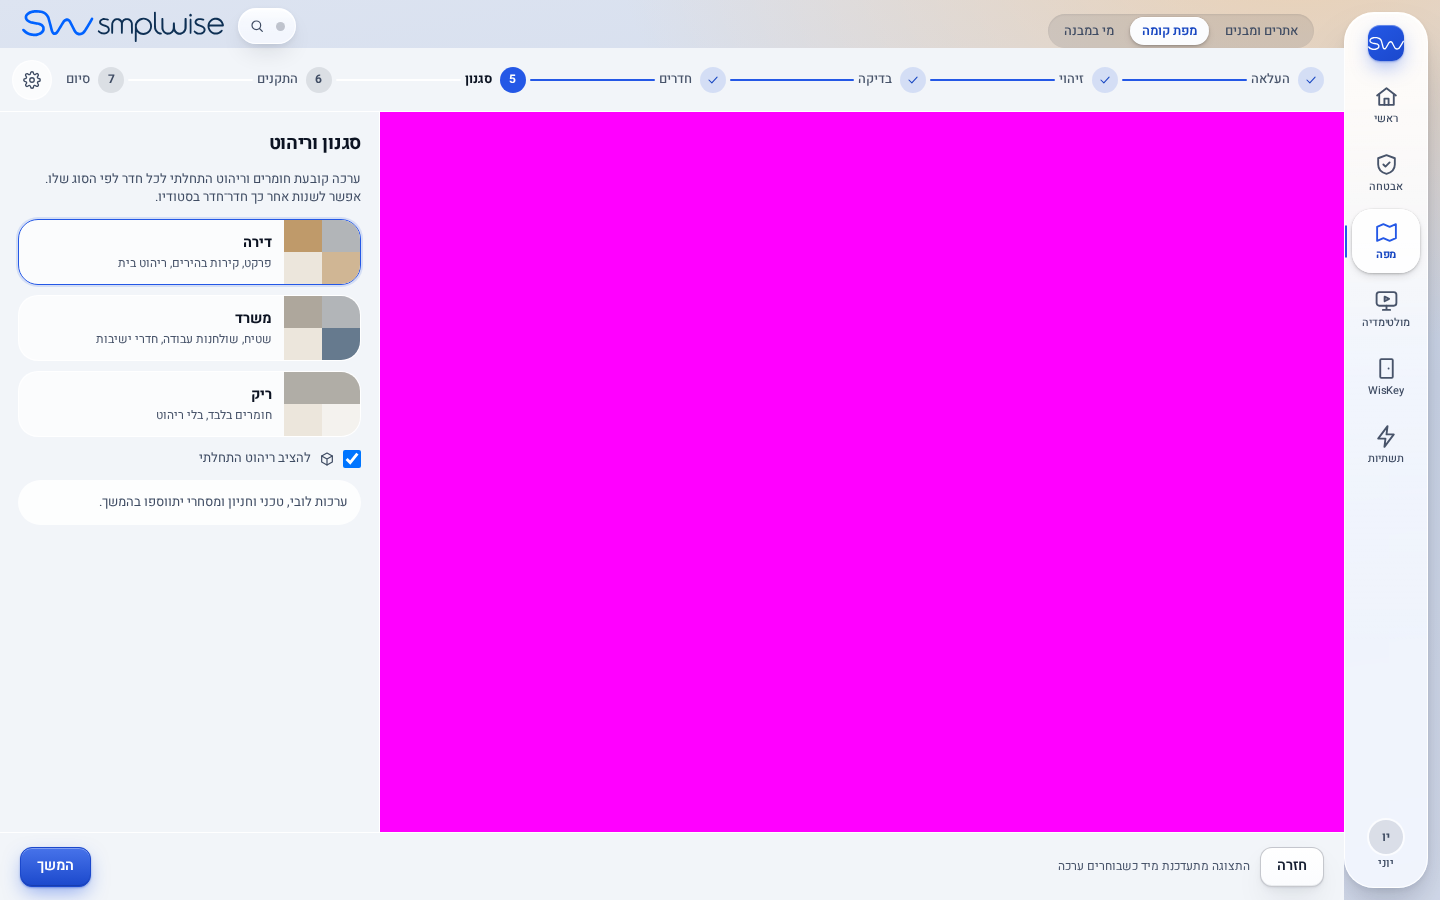 smplwise
אתרים ומבנים
מפת קומה
מי במבנה
SW
ראשי
אבטחה
מפה
מולטימדיה
WisKey
תשתיות
יו
יוני
העלאה
זיהוי
בדיקה
חדרים
5 סגנון
6 התקנים
7 סיום
סגנון וריהוט
ערכה קובעת חומרים וריהוט התחלתי לכל חדר לפי הסוג שלו.
אפשר לשנות אחר כך חדר־חדר בסטודיו.
דירה
פרקט, קירות בהירים, ריהוט בית
משרד
שטיח, שולחנות עבודה, חדרי ישיבות
ריק
חומרים בלבד, בלי ריהוט
להציב ריהוט התחלתי
ערכות לובי, טכני וחניון ומסחרי יתווספו בהמשך.
חזרה
התצוגה מתעדכנת מיד כשבוחרים ערכה
המשך